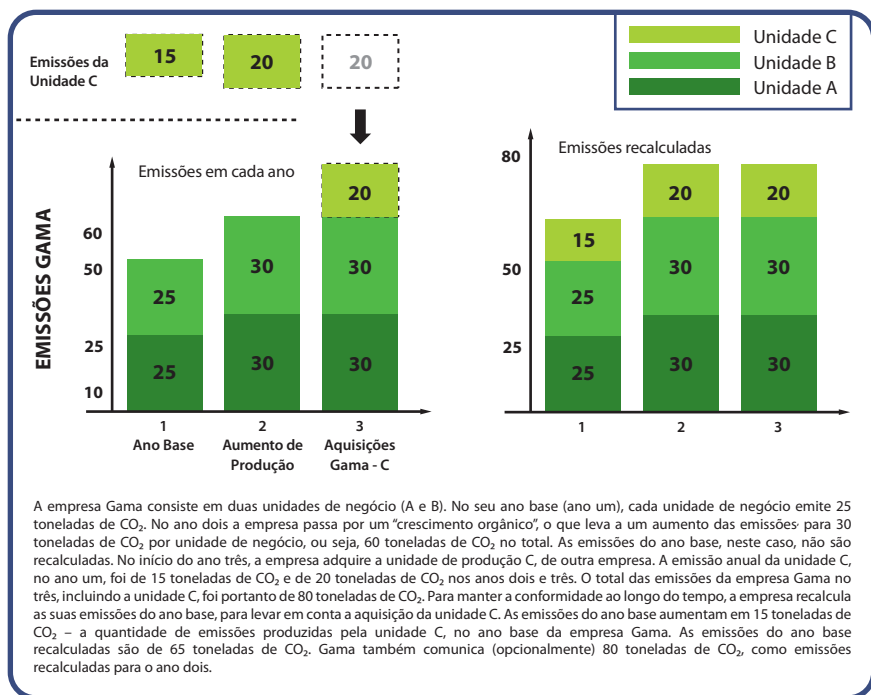 Emissões da
Unidade C
15
20
20
Unidade C
Unidade B
Unidade A
EMISSÕES GAMA
Emissões em cada ano
60
50
25
10
25
25
30
30
20
30
30
1
Ano Base
2
Aumento de
Produção
3
Aquisições
Gama - C
Emissões recalculadas
80
50
25
15
25
25
20
30
30
20
30
30
1
2
3
A empresa Gama consiste em duas unidades de negócio (A e B). No seu ano base (ano um), cada unidade de negócio emite 25
toneladas de CO₂. No ano dois a empresa passa por um “crescimento orgânico”, o que leva a um aumento das emissões para 30
toneladas de CO₂ por unidade de negócio, ou seja, 60 toneladas de CO₂ no total. As emissões do ano base, neste caso, não são
recalculadas. No início do ano três, a empresa adquire a unidade de produção C, de outra empresa. A emissão anual da unidade C,
no ano um, foi de 15 toneladas de CO₂ e de 20 toneladas de CO₂ nos anos dois e três. O total das emissões da empresa Gama no
três, incluindo a unidade C, foi portanto de 80 toneladas de CO₂. Para manter a conformidade ao longo do tempo, a empresa recalcula
as suas emissões do ano base, para levar em conta a aquisição da unidade C. As emissões do ano base aumentam em 15 toneladas de
CO₂ – a quantidade de emissões produzidas pela unidade C, no ano base da empresa Gama. As emissões do ano base
recalculadas são de 65 toneladas de CO₂. Gama também comunica (opcionalmente) 80 toneladas de CO₂, como emissões
recalculadas para o ano dois.